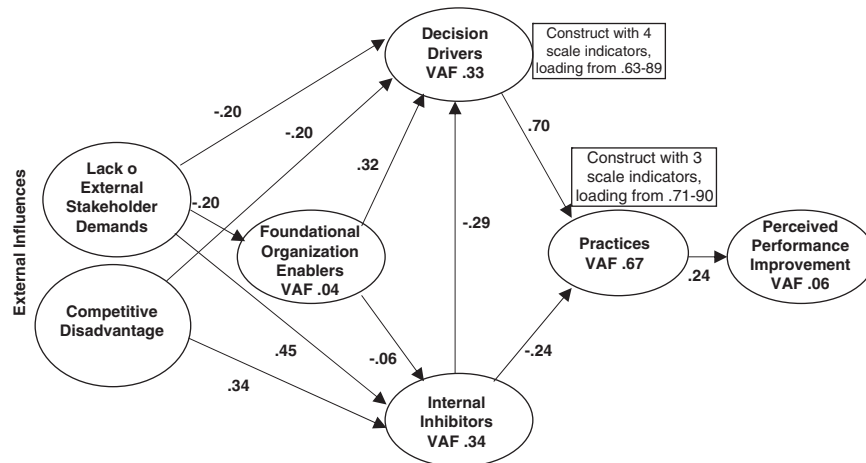 Decision
Drivers
VAF .33
Construct with 4
scale indicators,
loading from .63-89
-.20
-.20
.70
.32
Construct with 3
scale indicators,
loading from .71-90
External Influences
Lack o
External
Stakeholder
Demands
-.20
Foundational
Organization
Enablers
VAF .04
-.29
Practices
VAF .67
.24
Perceived
Performance
Improvement
VAF .06
Competitive
Disadvantage
.45
.34
-.06
-.24
Internal
Inhibitors
VAF .34